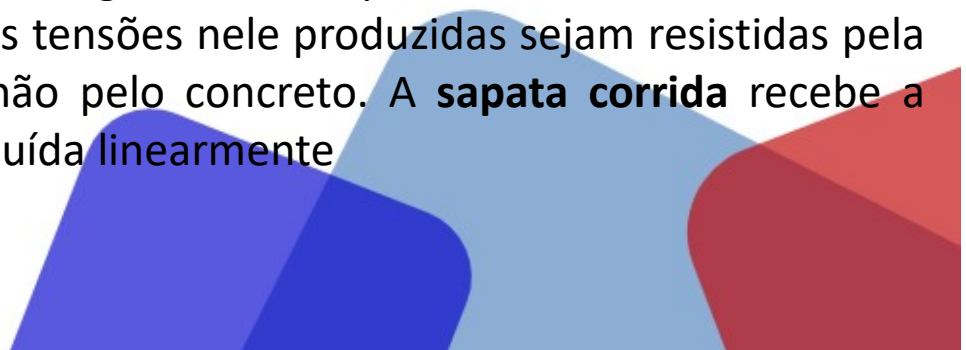 s tensões nele produzidas sejam resistidas pela
não pelo concreto. A sapata corrida recebe a
uída linearmente